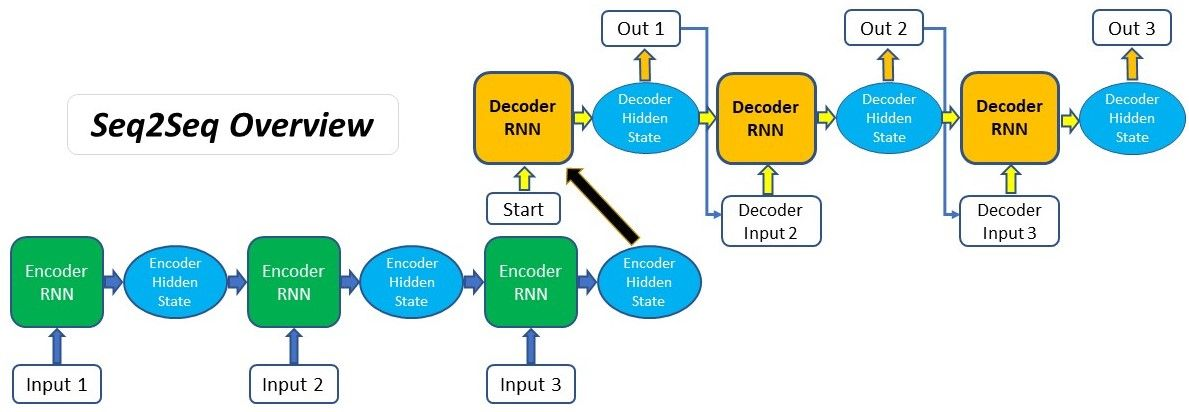 Seq2Seq Overview
Out 1
Out 2
Out 3
Decoder
RNN
Decoder
Hidden
State
Decoder
RNN
Decoder
Hidden
State
Decoder
RNN
Decoder
Hidden
State
Start
Decoder
Input 2
Decoder
Input 3
Encoder
RNN
Encoder
Hidden
State
Encoder
RNN
Encoder
Hidden
State
Encoder
RNN
Encoder
Hidden
State
Input 1
Input 2
Input 3